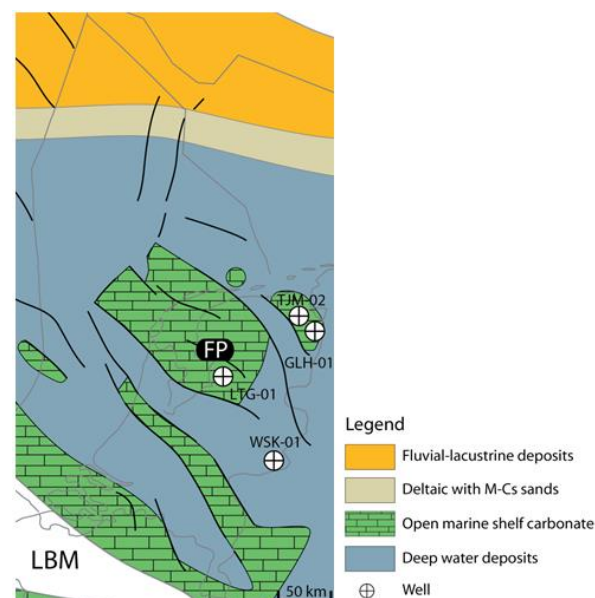 TJM-02
FP
GLH-01
LTG-01
WSK-01
LBM
50 km
Legend
Fluvial-lacustrine deposits
Deltaic with M-Cs sands
Open marine shelf carbonate
Deep water deposits
Well